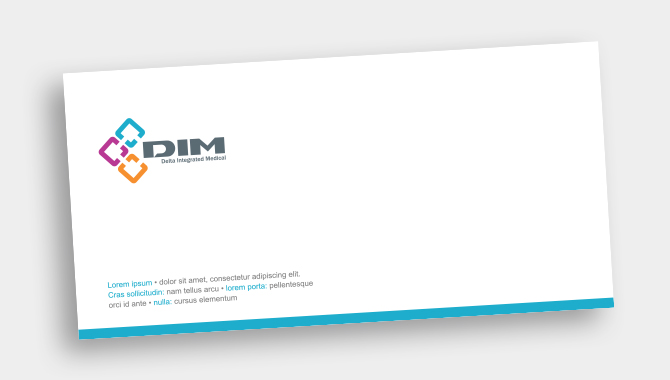 DIM
Delta Integrated Medical
Lorem ipsum • dolor sit amet, consectetur adipiscing elit.
Cras sollicitudin: nam tellus arcu • lorem porta: pellentesque
orci id ante • nulla: cursus elementum